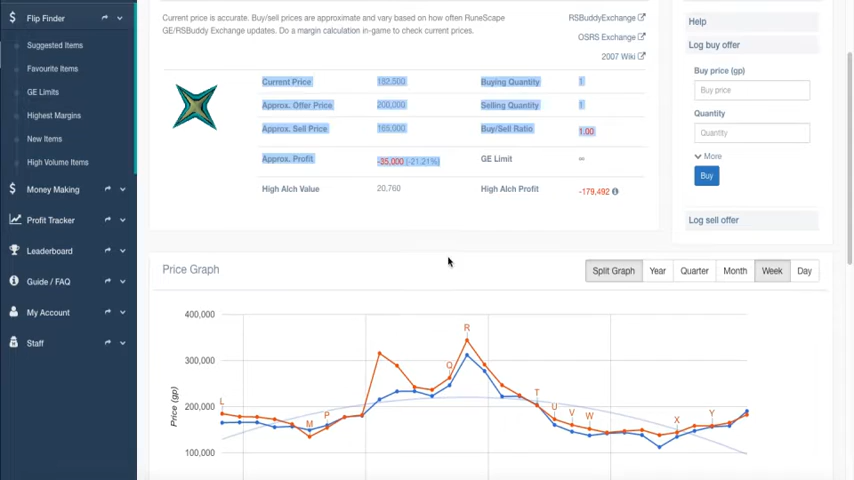 Flip Finder
Suggested Items
Favourite Items
GE Limits
Highest Margins
New Items
High Volume Items
Money Making
Profit Tracker
Leaderboard
Guide / FAQ
My Account
Staff
Current price is accurate. Buy/sell prices are approximate and vary based on how often RuneScape
GE/RSBuddy Exchange updates. Do a margin calculation in-game to check current prices.
RSBuddyExchange
OSRS Exchange
2007 Wiki
Current Price 182,500 Buying Quantity 1
Approx. Offer Price 200,000 Selling Quantity 1
Approx. Sell Price 165,000 Buy/Sell Ratio 1.00
Approx. Profit -35,000 (-21.21%) GE Limit ∞
High Alch Value 20,760 High Alch Profit -179,492
Help
Log buy offer
Buy price (gp)
Buy price
Quantity
Quantity
More
Buy
Log sell offer
Price Graph
Split Graph Year Quarter Month Week Day
400,000
300,000
200,000
100,000
Price (gp)
L
M
P
Q
R
T
U
V
W
X
Y